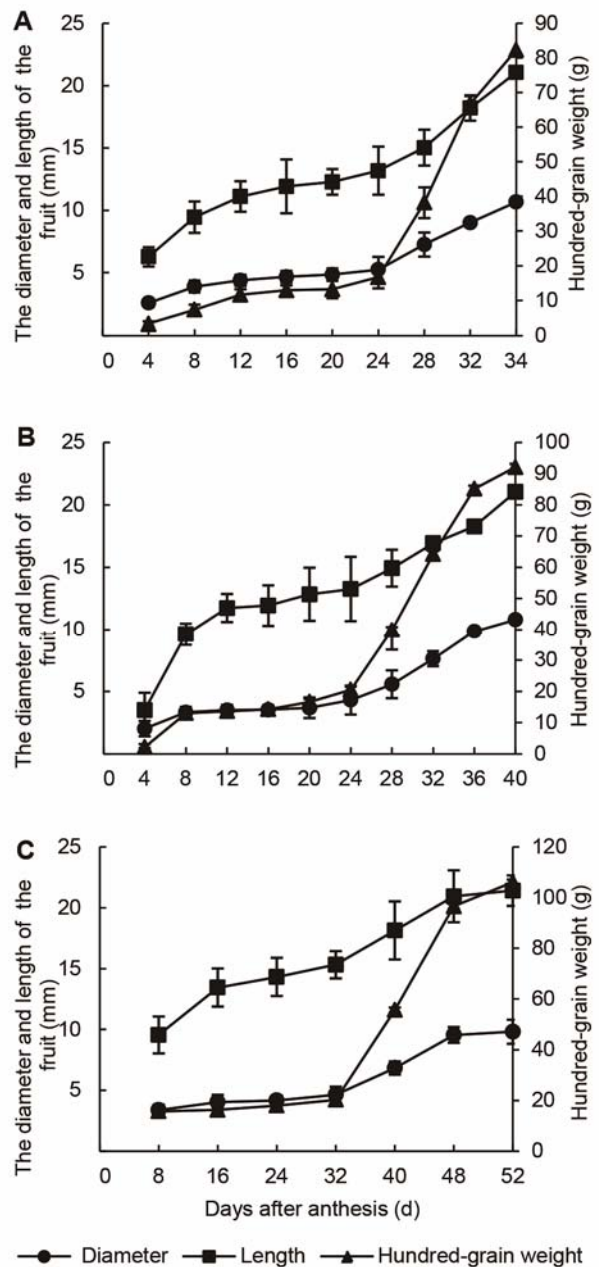 A
The diameter and length of the
fruit (mm)
25
20
15
10
5
90
80
70
60
50
40
30
20
10
0
Hundred-grain weight (g)
0 4 8 12 16 20 24 28 32 34
B
The diameter and length of the
fruit (mm)
25
20
15
10
5
100
90
80
70
60
50
40
30
20
10
0
Hundred-grain weight (g)
0 4 8 12 16 20 24 28 32 36 40
C
The diameter and length of the
fruit (mm)
25
20
15
10
5
120
100
80
60
40
20
0
Hundred-grain weight (g)
0 8 16 24 32 40 48 52
Days after anthesis (d)
Diameter Length Hundred-grain weight